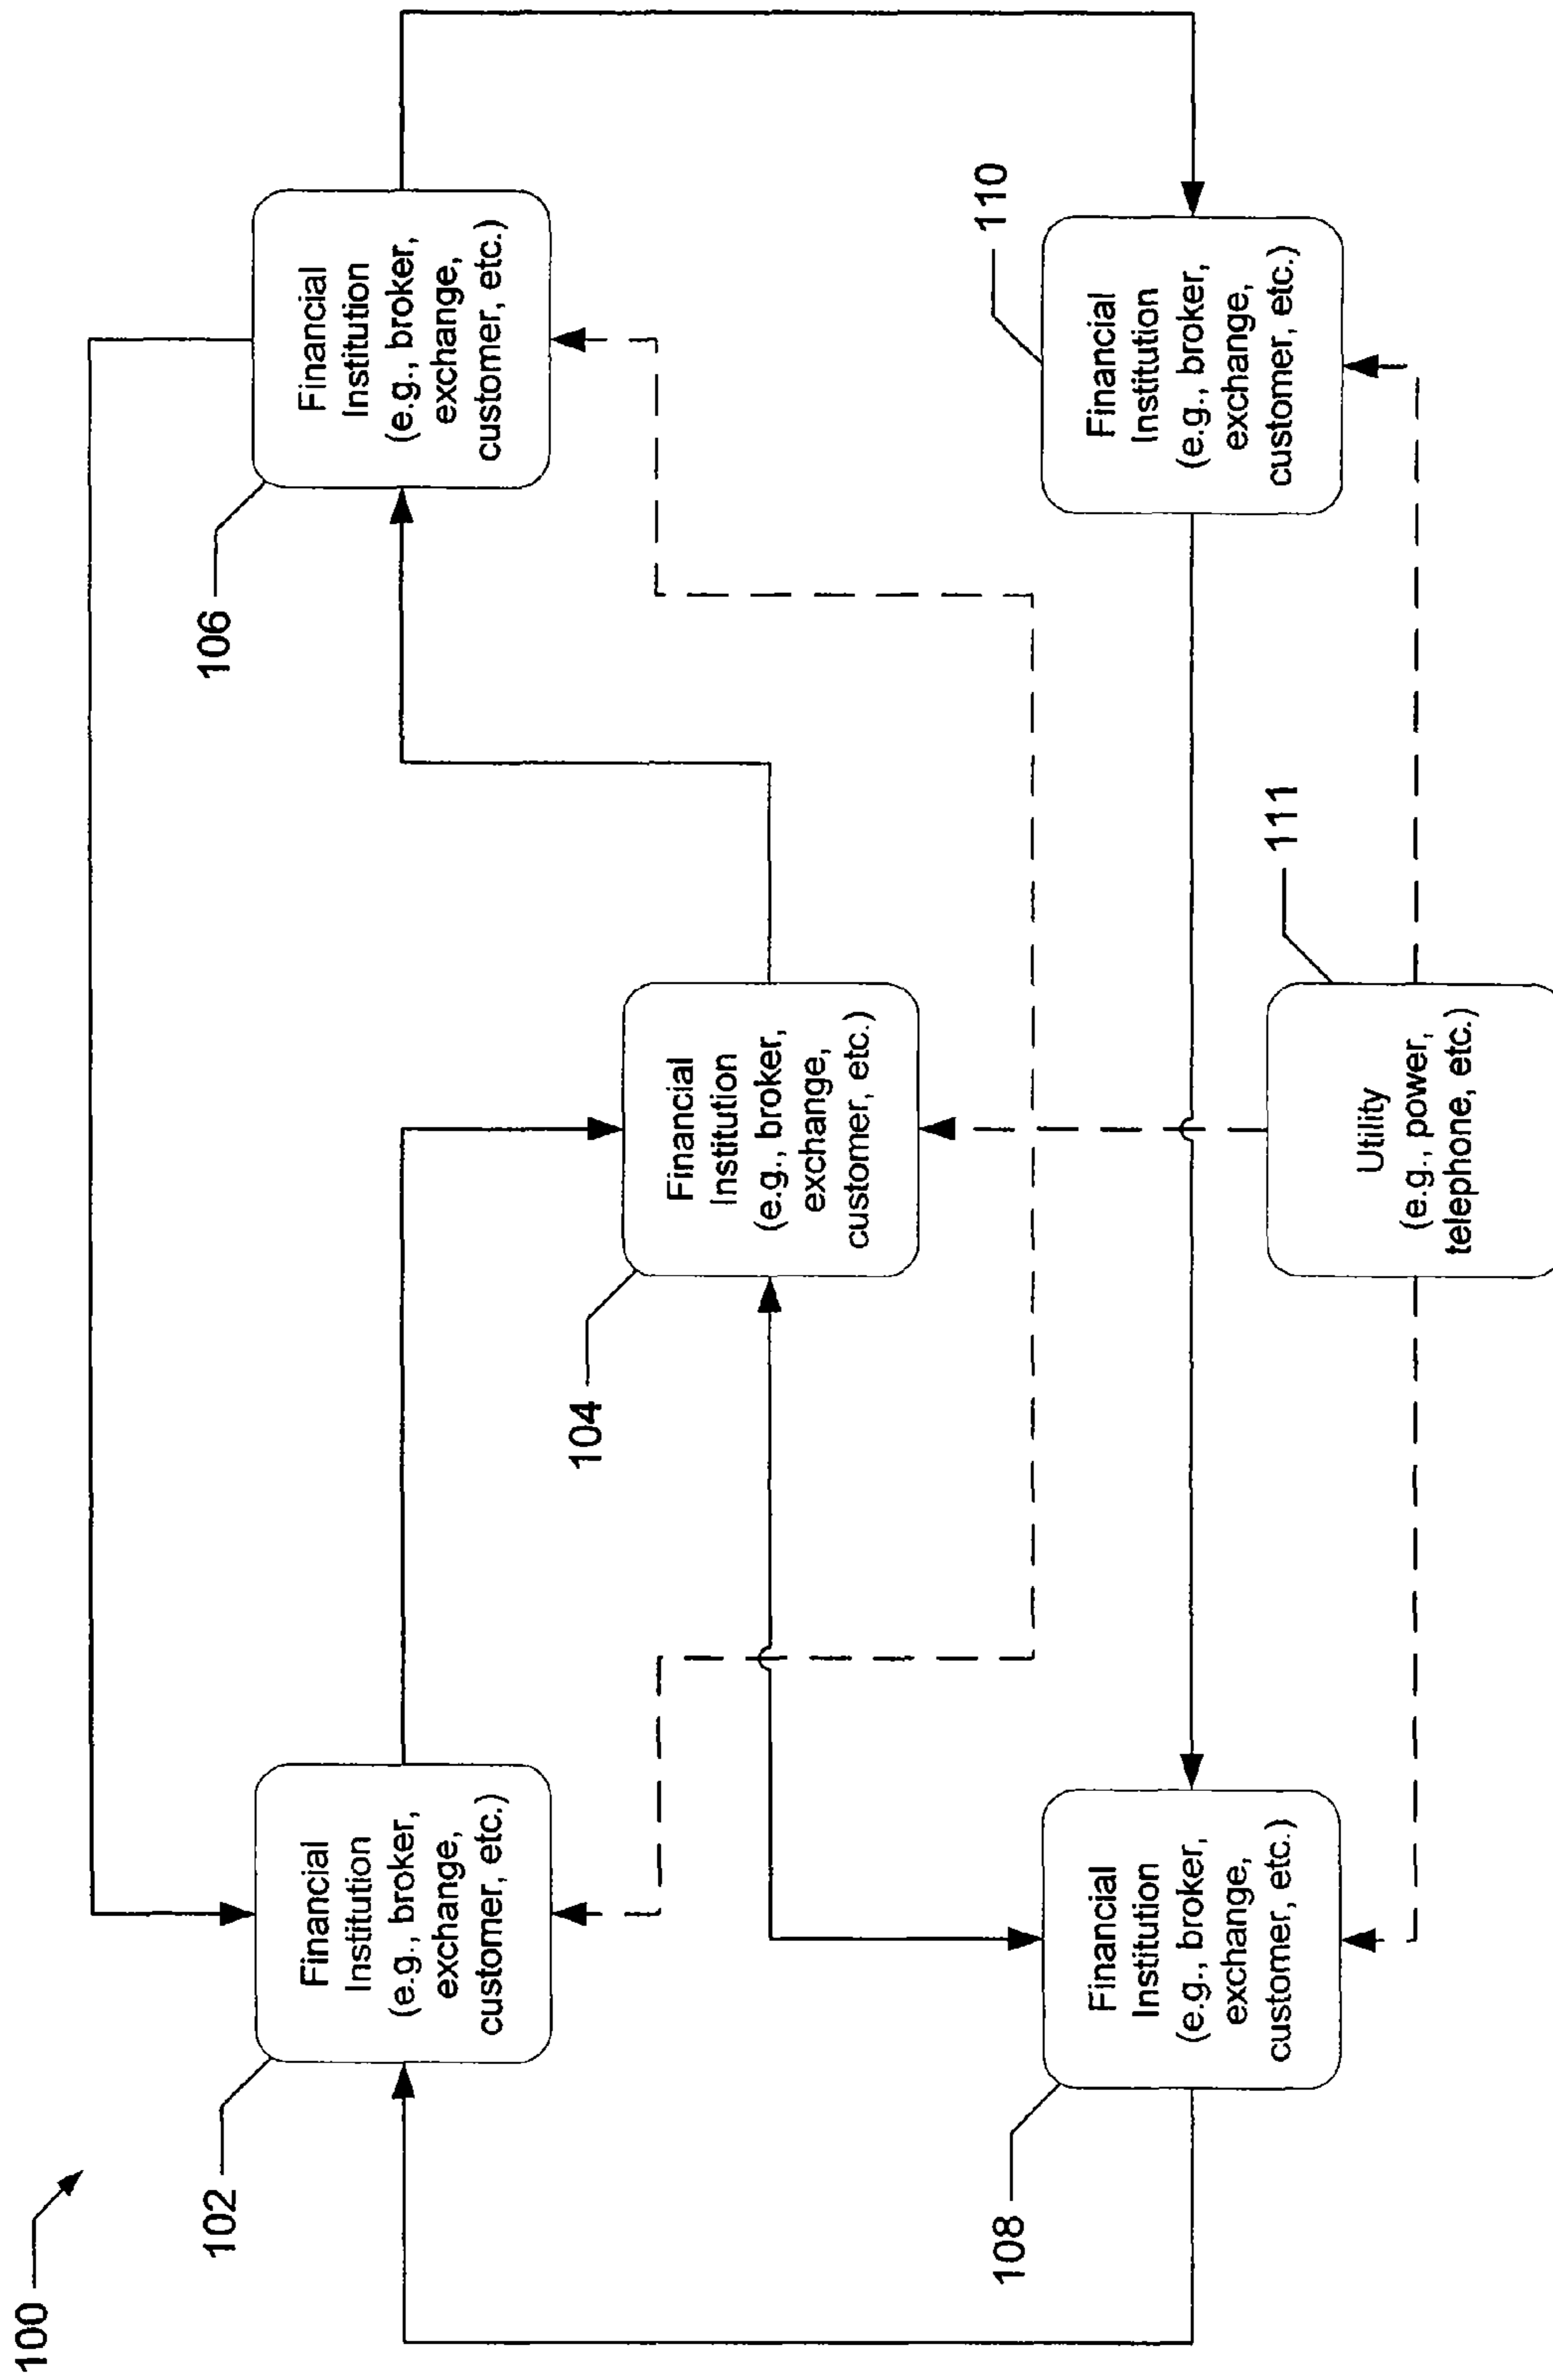 100
102
Financial
Institution
(e.g., broker,
exchange,
customer, etc.)
106
Financial
Institution
(e.g., broker,
exchange,
customer, etc.)
104
Financial
Institution
(e.g., broker,
exchange,
customer, etc.)
108
Financial
Institution
(e.g., broker,
exchange,
customer, etc.)
110
Financial
Institution
(e.g., broker,
exchange,
customer, etc.)
111
Utility
(e.g., power,
telephone, etc.)